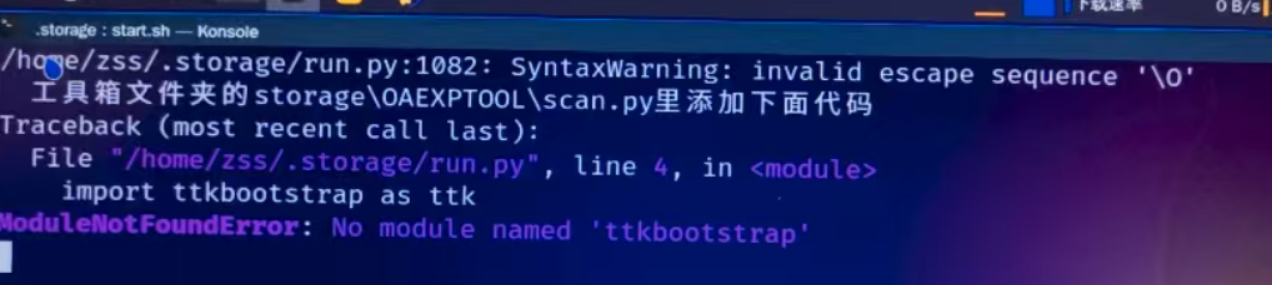 下载速率
0 B/s
.storage : start.sh — Konsole
/home/zss/.storage/run.py:1082: SyntaxWarning: invalid escape sequence '\O'
工具箱文件夹的storage\OAEXPTOOL\scan.py里添加下面代码
Traceback (most recent call last):
File "/home/zss/.storage/run.py", line 4, in <module>
import ttkbootstrap as ttk
ModuleNotFoundError: No module named 'ttkbootstrap'